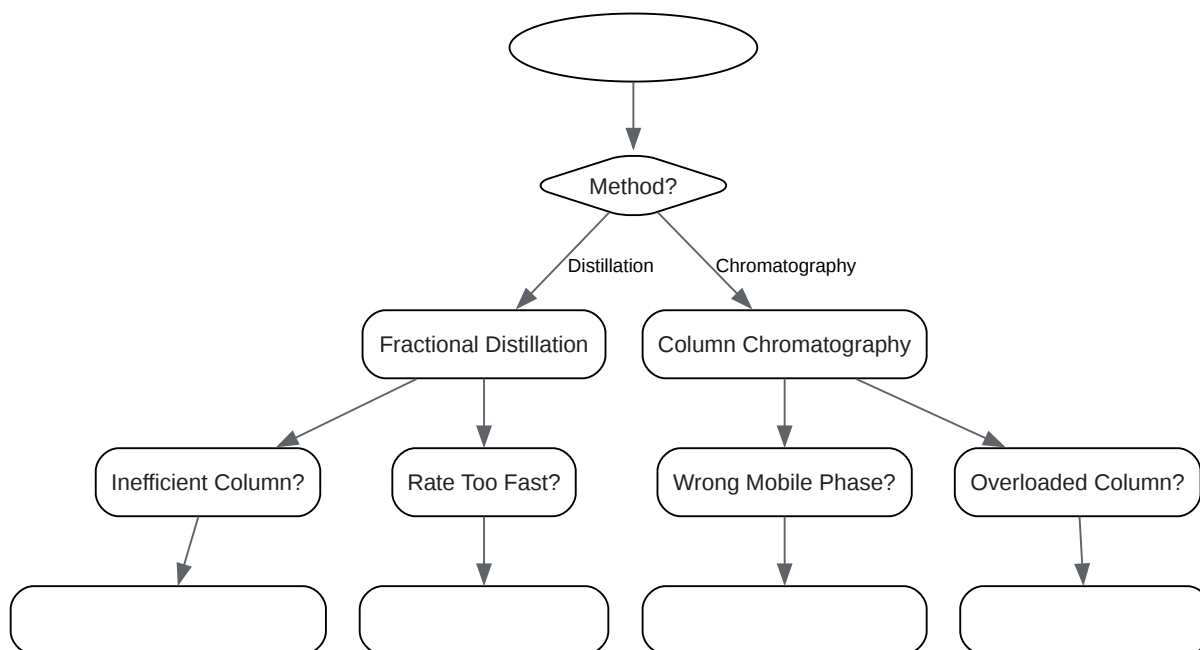 Method?
Distillation
Chromatography
Fractional Distillation
Column Chromatography
Inefficient Column?
Rate Too Fast?
Wrong Mobile Phase?
Overloaded Column?